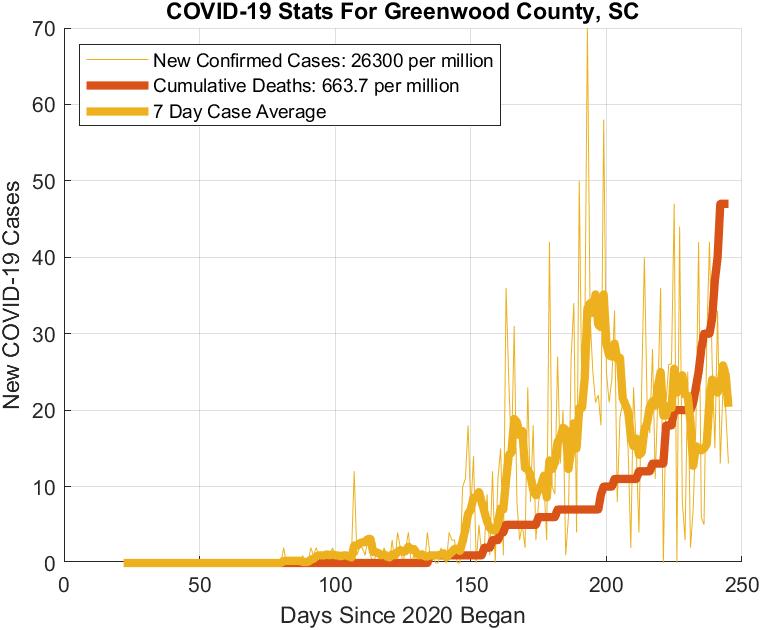 COVID-19 Stats For Greenwood County, SC
New Confirmed Cases: 26300 per million
Cumulative Deaths: 663.7 per million
7 Day Case Average
New COVID-19 Cases
70
60
50
40
30
20
10
0
0 50 100 150 200 250
Days Since 2020 Began